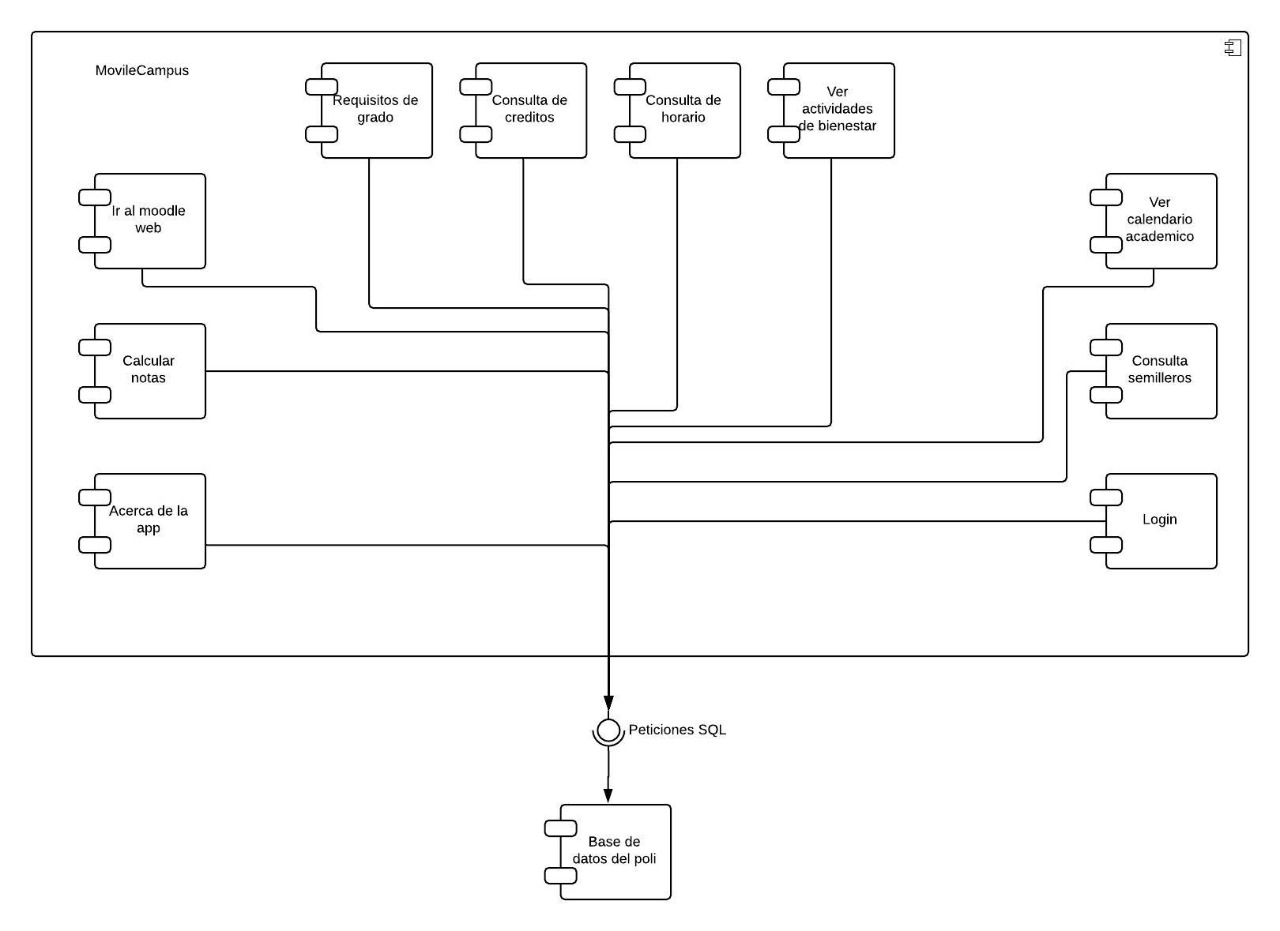 MovileCampus
Requisitos de
grado
Consulta de
creditos
Consulta de
horario
Ver
actividades
de bienestar
Ir al moodle
web
Ver
calendario
academico
Calcular
notas
Consulta
semilleros
Acerca de la
app
Login
Peticiones SQL
Base de
datos del poli